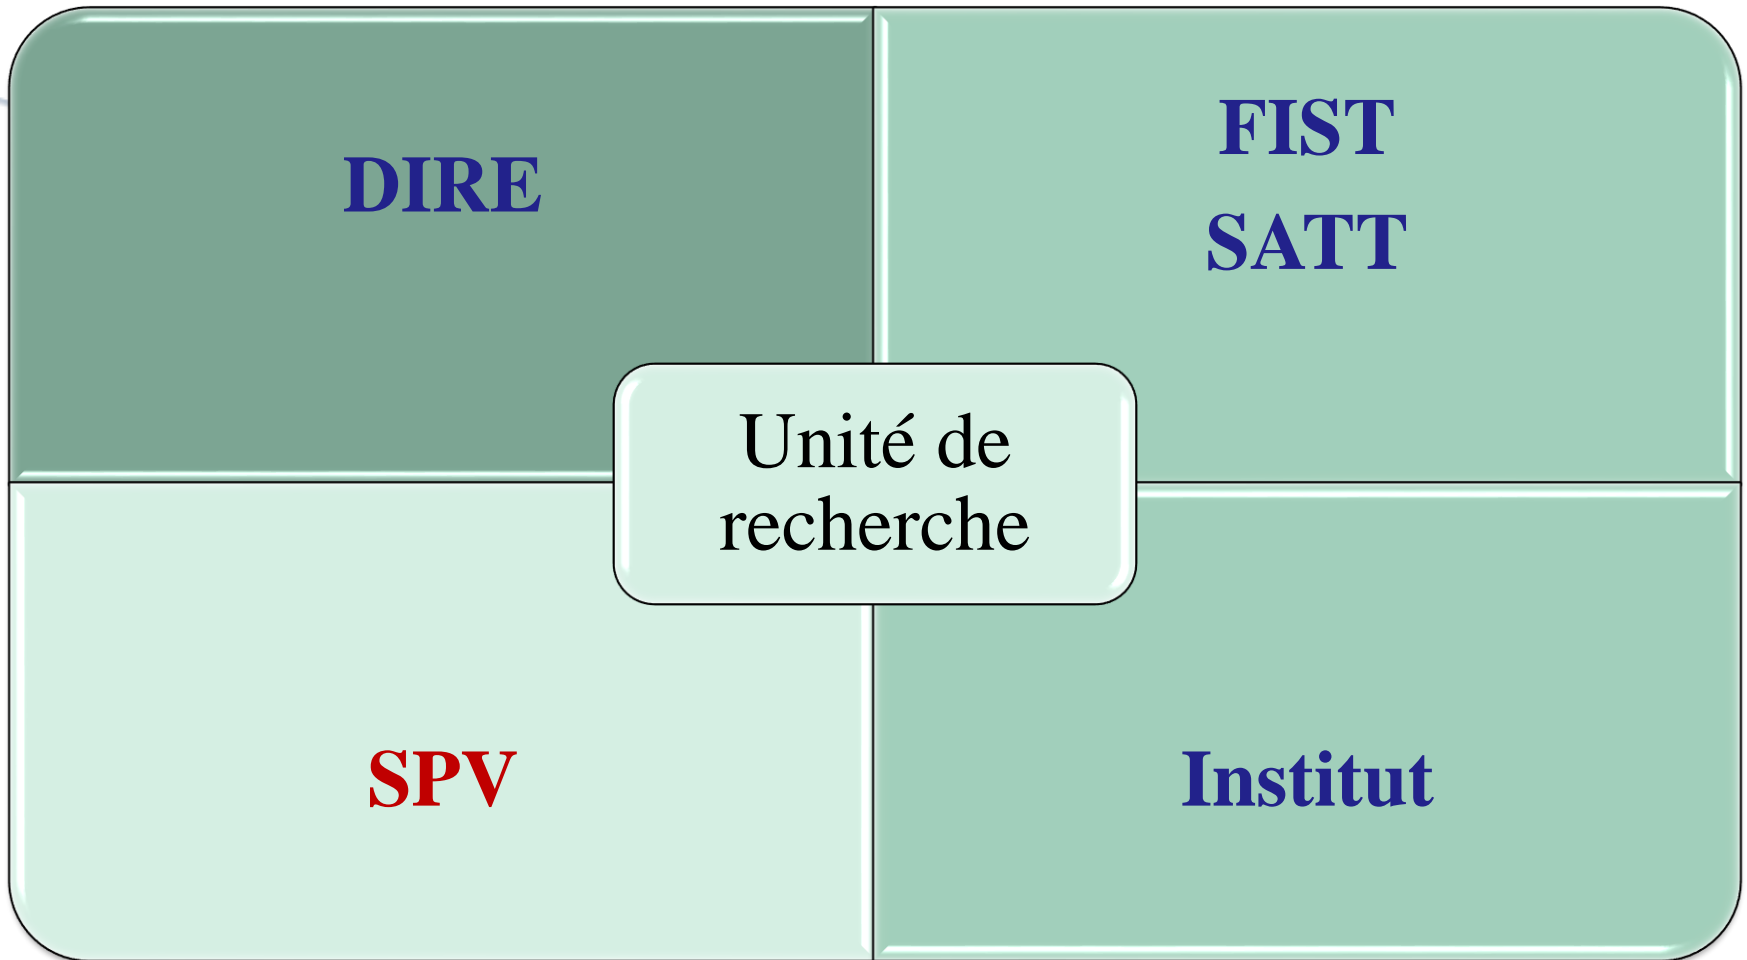 DIRE
FIST
SATT
Unité de
recherche
SPV
Institut